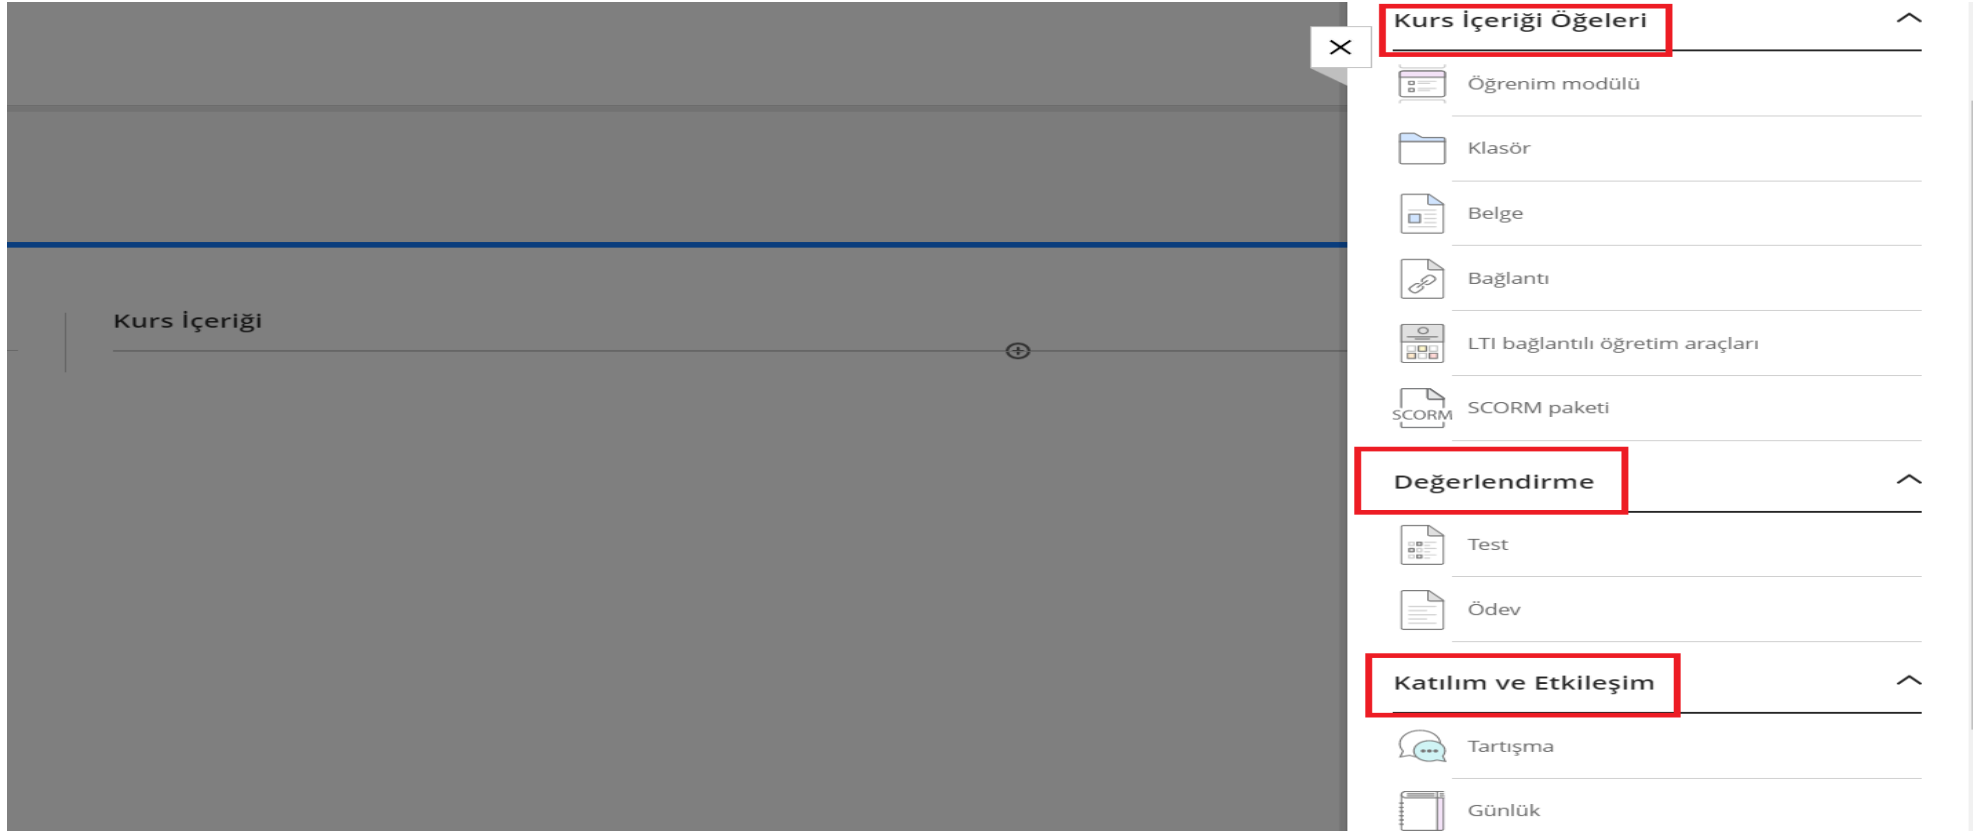 Kurs İçeriği
Kurs İçeriği Öğeleri
Öğrenim modülü
Klasör
Belge
Bağlantı
LTI bağlantılı öğretim araçları
SCORM
SCORM paketi
Değerlendirme
Test
Ödev
Katılım ve Etkileşim
Tartışma
Günlük